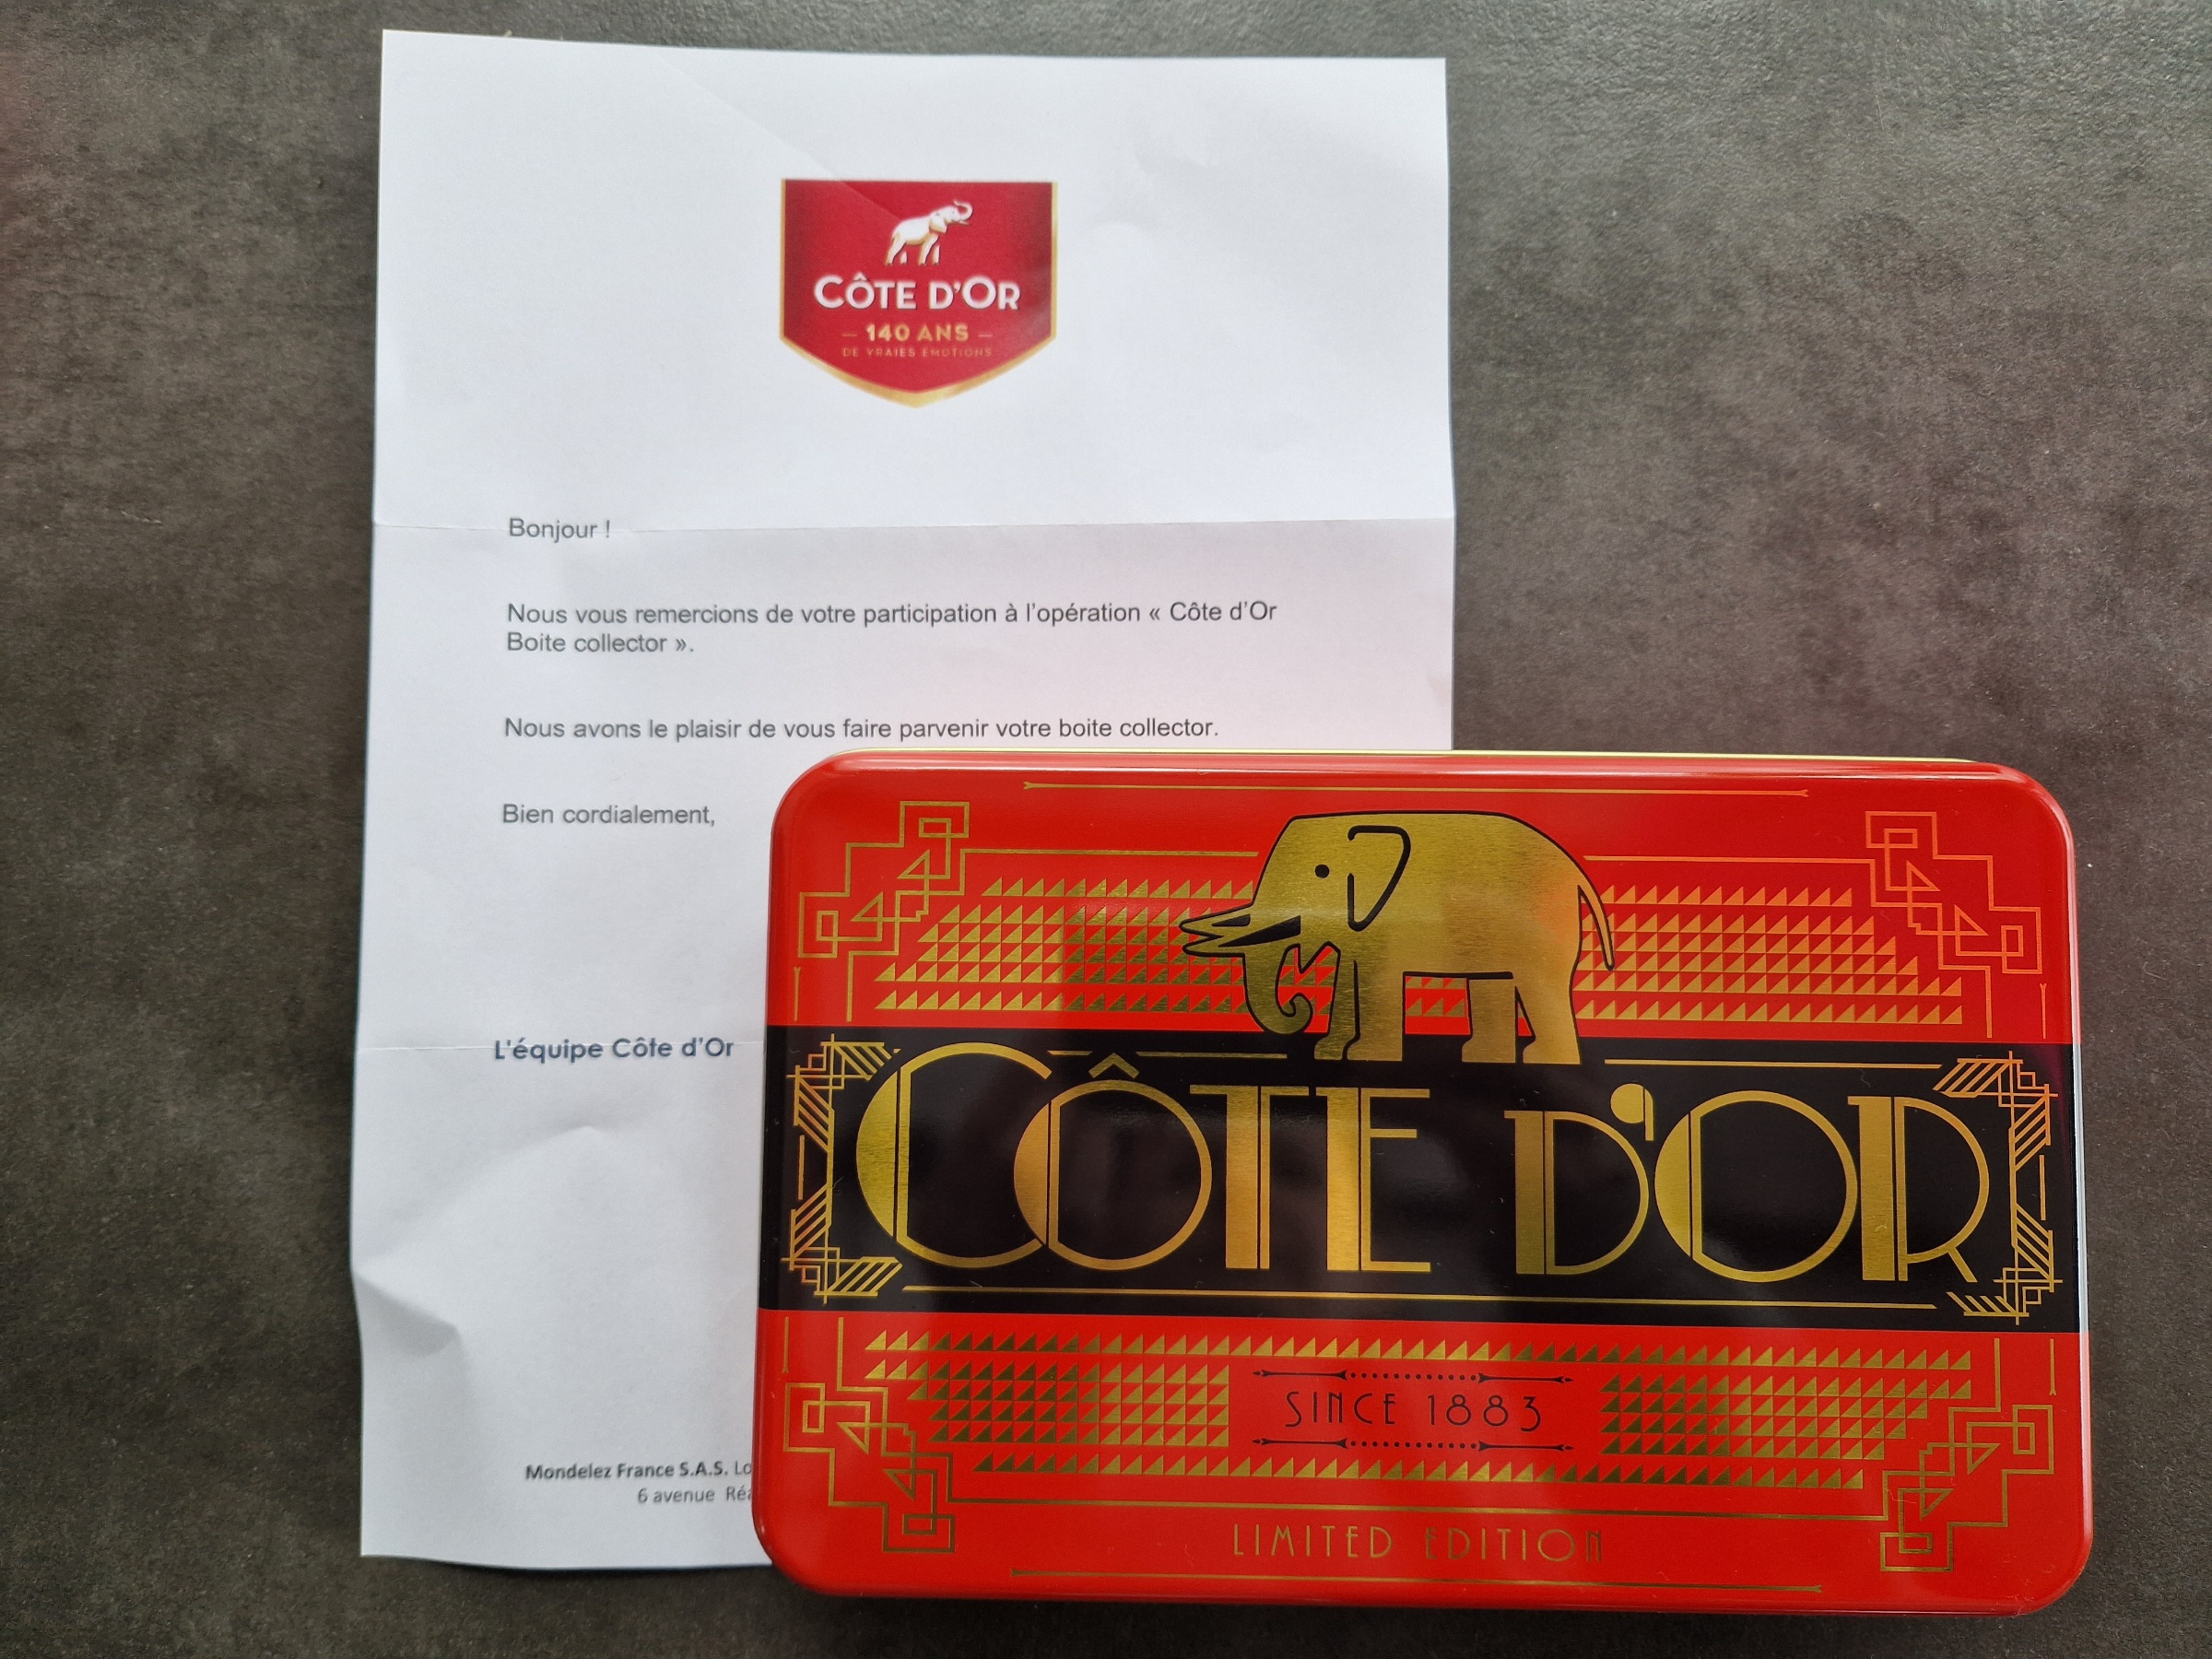 CÔTE D'OR
— 140 ANS —
DE VRAIES EMOTIONS
Bonjour !
Nous vous remercions de votre participation à l'opération « Côte d'Or
Boite collector ».
Nous avons le plaisir de vous faire parvenir votre boite collector.
Bien cordialement,
L'équipe Côte d'Or
Mondelez France S.A.S.
6 avenue
CÔTE D'OR
SINCE 1883
LIMITED EDITION